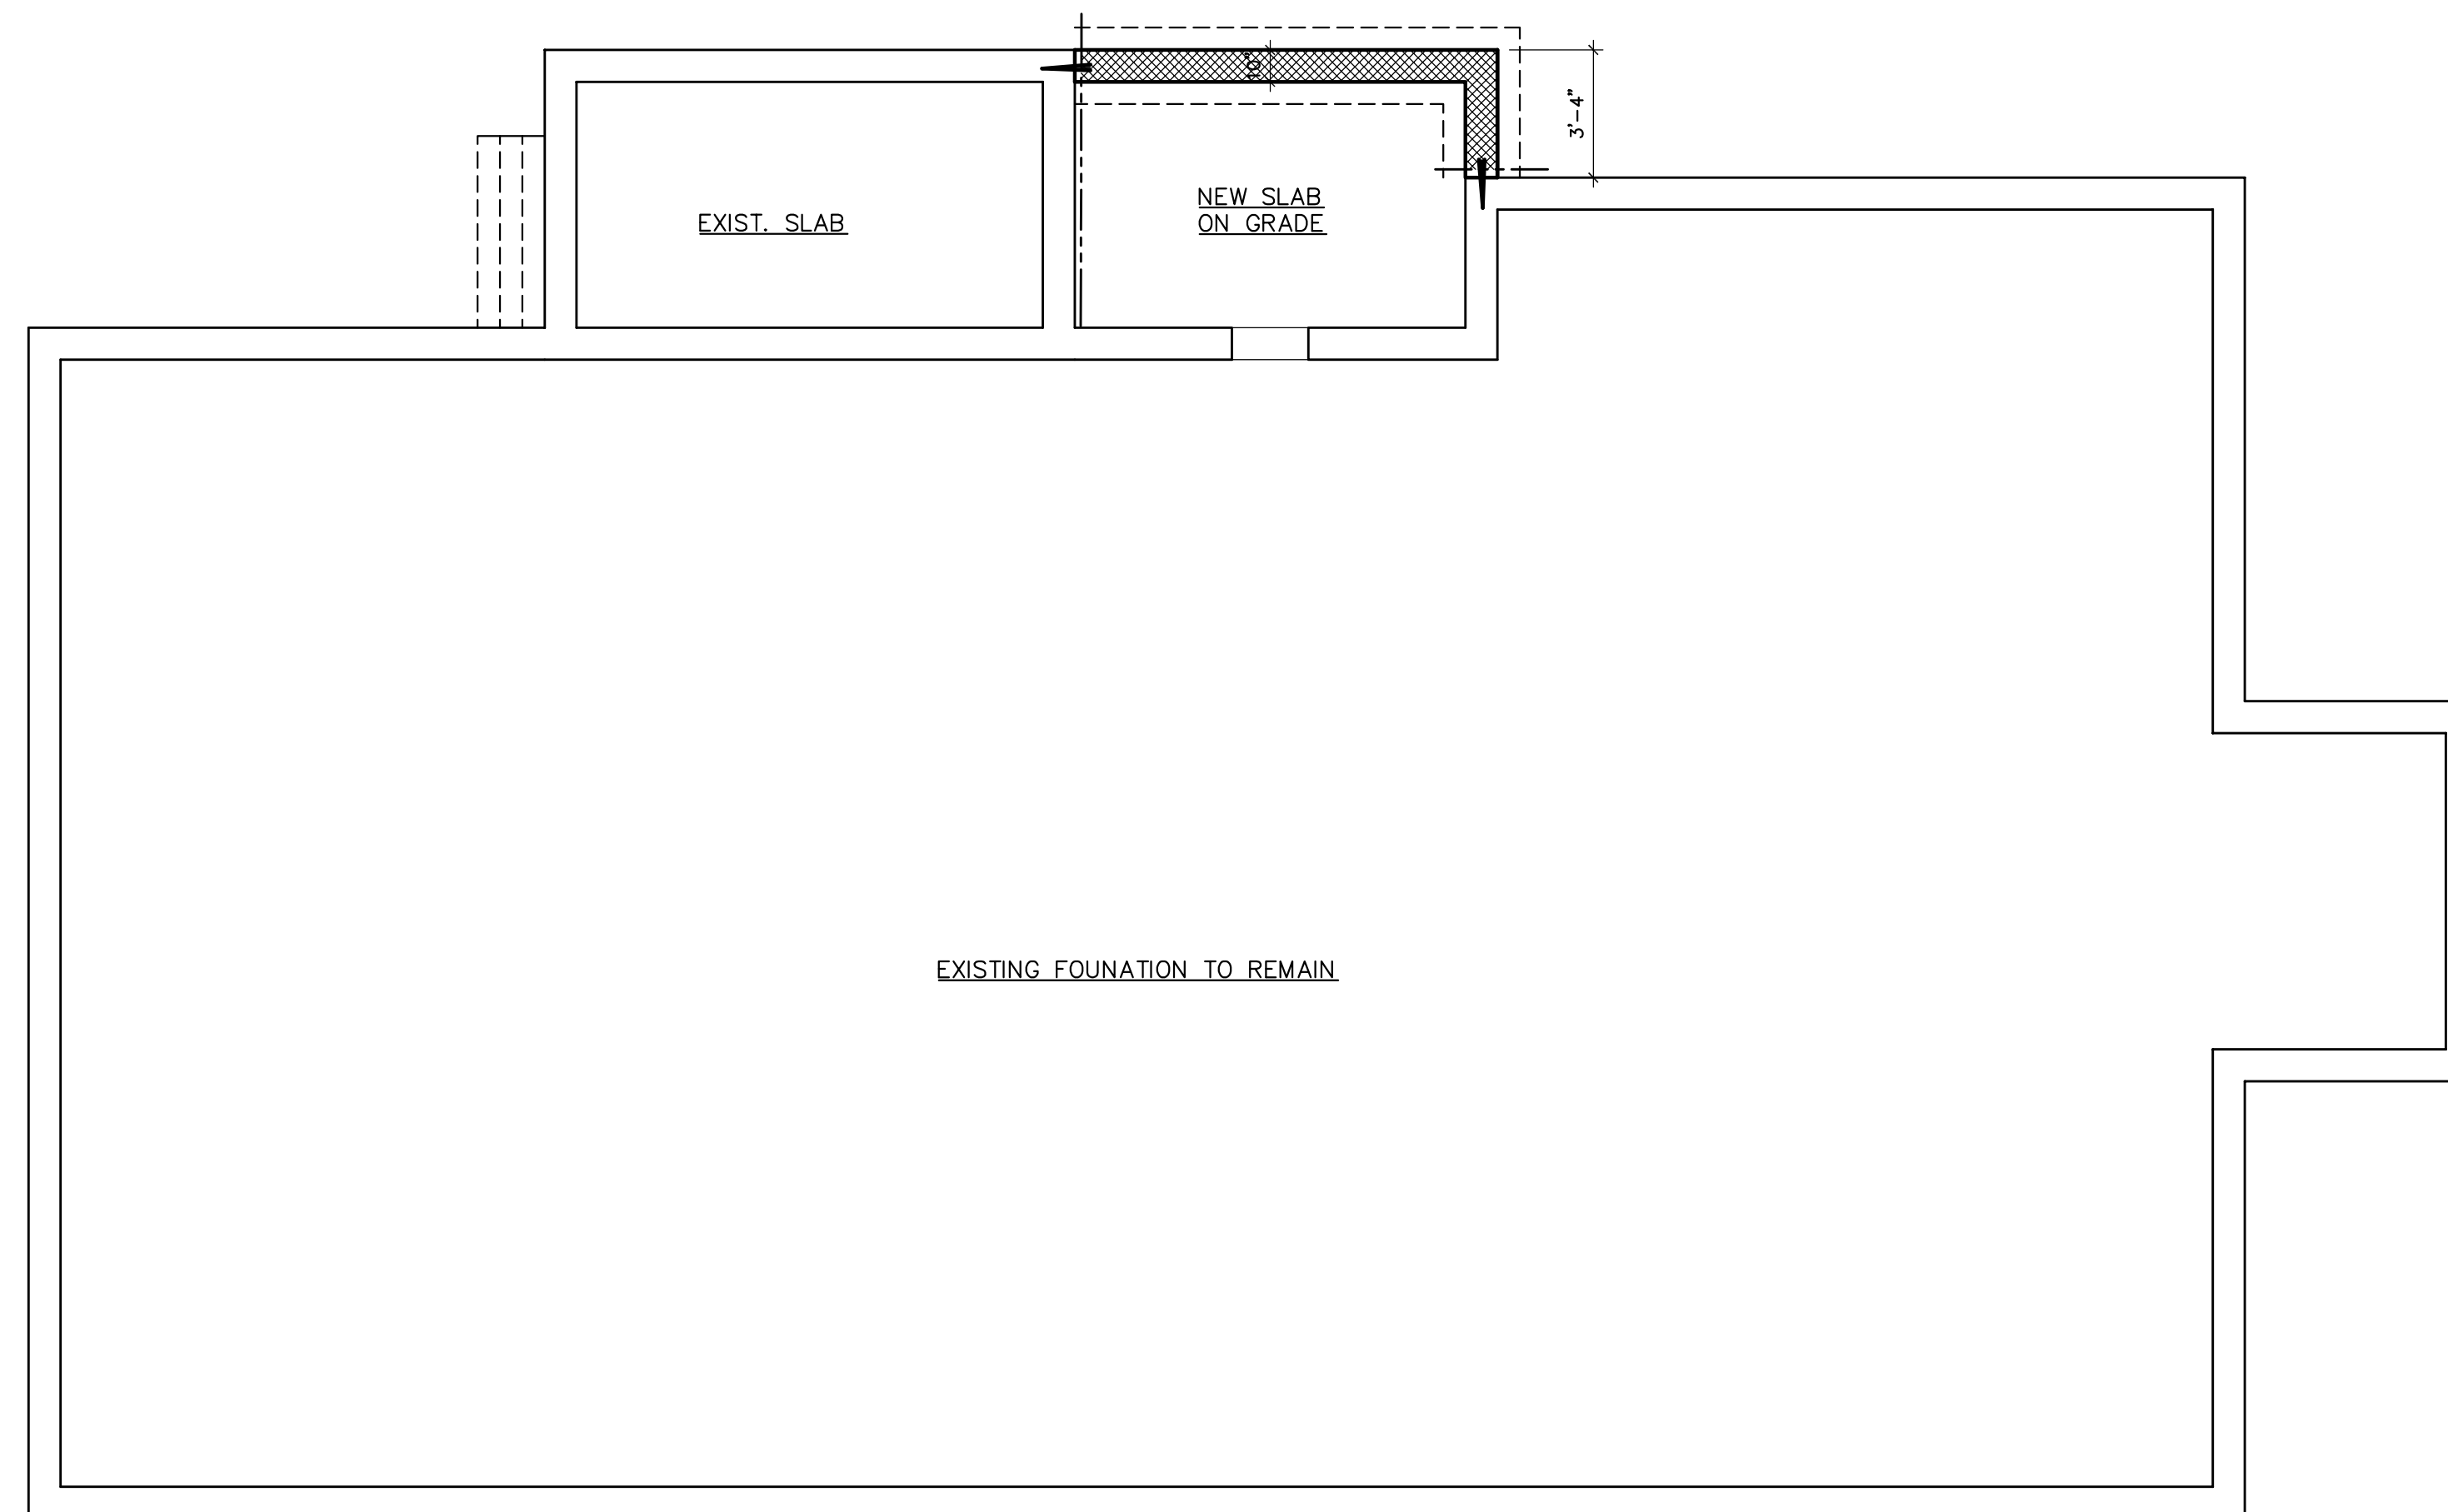 10"
3'-4"
EXIST. SLAB
NEW SLAB
ON GRADE
EXISTING FOUNATION TO REMAIN